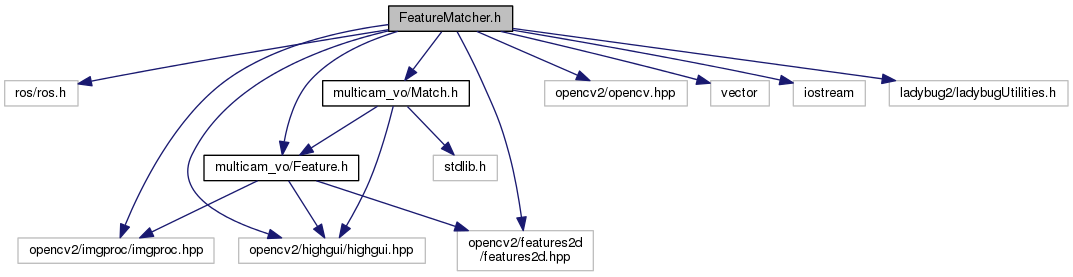 FeatureMatcher.h
ros/ros.h
multicam_vo/Match.h
opencv2/opencv.hpp
vector
iostream
ladybug2/ladybugUtilities.h
multicam_vo/Feature.h
stdlib.h
opencv2/imgproc/imgproc.hpp
opencv2/highgui/highgui.hpp
opencv2/features2d
/features2d.hpp